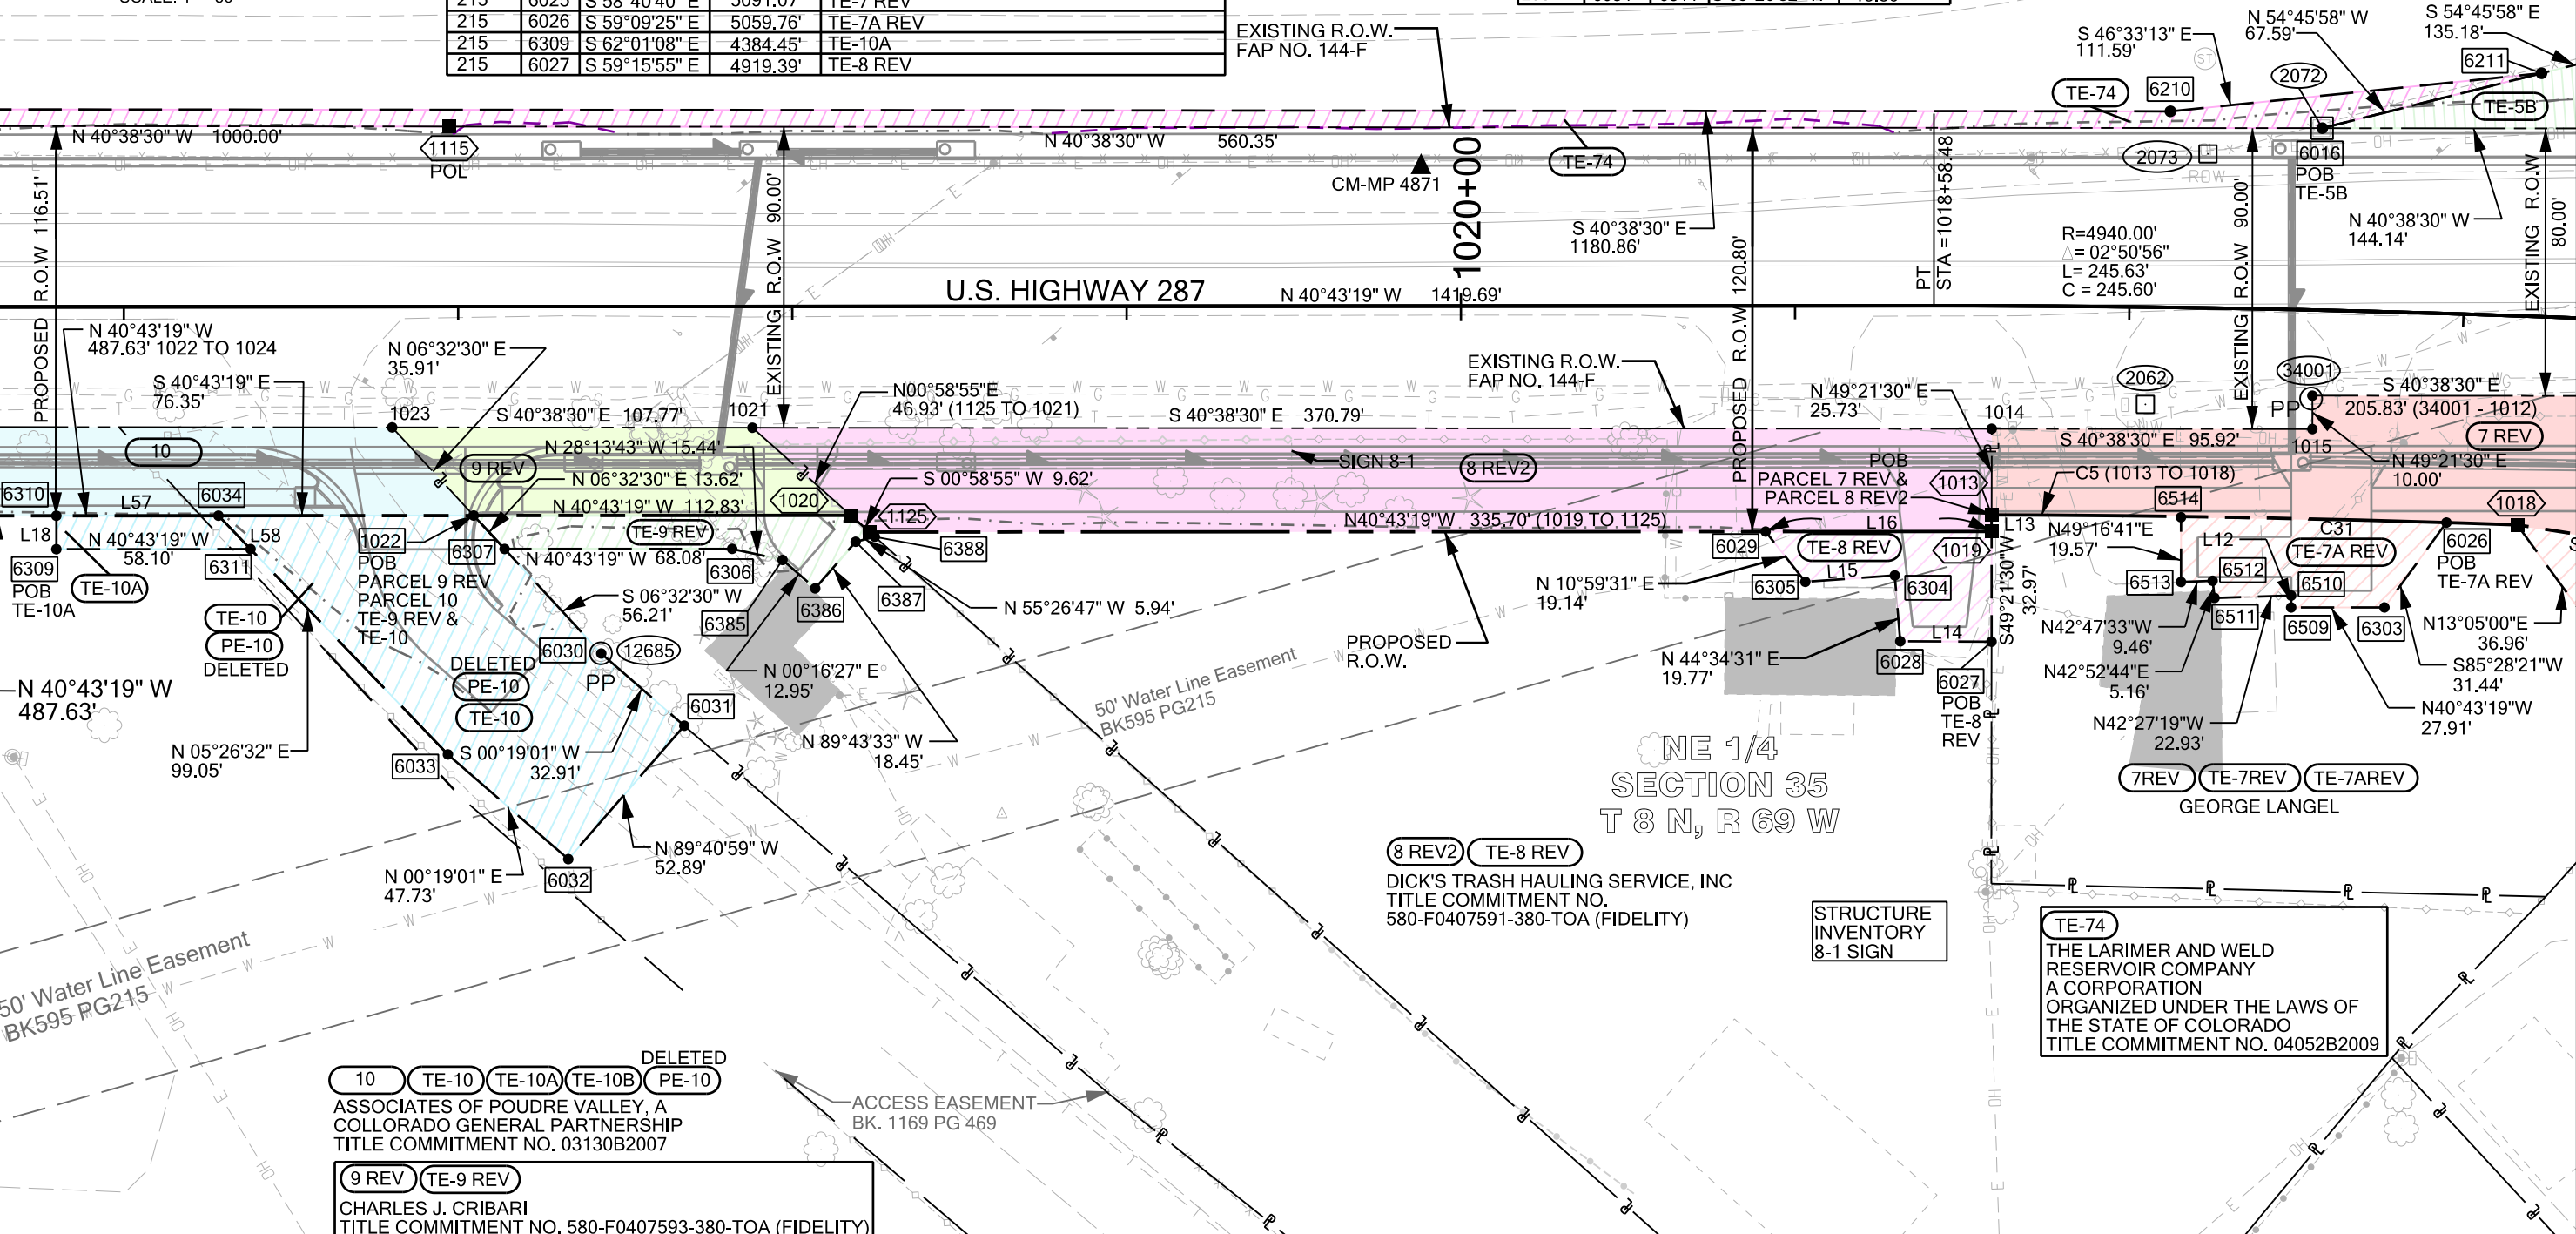 215 6026 S 59°09'25" E 5059.76' TE-7A REV
215 6309 S 62°01'08" E 4384.45' TE-10A
215 6027 S 59°15'55" E 4919.39' TE-8 REV
EXISTING R.O.W.
FAP NO. 144-F
S 46°33'13" E
111.59'
N 54°45'58" W
67.59'
S 54°45'58" E
135.18'
ST
6211
2072
6210
TE-74
TE-5B
N 40°38'30" W 1000.00'
1115
POL
N 40°38'30" W 560.35'
CM-MP 4871
1020+00
TE-74
S 40°38'30" E
1180.86'
2073
ROW
6016
POB
TE-5B
N 40°38'30" W
144.14'
PROPOSED R.O.W 116.51'
EXISTING R.O.W 90.00'
PROPOSED R.O.W 120.80'
PT
STA =1018+58.48
R=4940.00'
△= 02°50'56"
L= 245.63'
C = 245.60'
EXISTING R.O.W 90.00'
EXISTING R.O.W
80.00'
U.S. HIGHWAY 287
N 40°43'19" W 1419.69'
N 40°43'19" W
487.63' 1022 TO 1024
S 40°43'19" E
76.35'
N 06°32'30" E
35.91'
1023
S 40°38'30" E 107.77'
1021
N00°58'55"E
46.93' (1125 TO 1021)
S 40°38'30" E 370.79'
EXISTING R.O.W.
FAP NO. 144-F
N 49°21'30" E
25.73'
1014
2062
34001
PP
S 40°38'30" E
205.83' (34001 - 1012)
7 REV
S 40°38'30" E 95.92'
1015
N 49°21'30" E
10.00'
10
9 REV
N 28°13'43" W 15.44'
N 06°32'30" E 13.62'
N 40°43'19" W 112.83'
1020
S 00°58'55" W 9.62'
1125
SIGN 8-1
8 REV2
POB
PARCEL 7 REV &
PARCEL 8 REV2
1013
C5 (1013 TO 1018)
6514
1018
6310
L57
6034
L18
N 40°43'19" W
58.10'
L58
6311
6309
POB
TE-10A
TE-10A
1022
POB
PARCEL 9 REV
PARCEL 10
TE-9 REV &
TE-10
6307
TE-9 REV
N 40°43'19" W 68.08'
6306
6388
N40°43'19"W 335.70' (1019 TO 1125)
L16
6029
TE-8 REV
1019
L13
S49°21'30"W
32.97'
N49°16'41"E
19.57'
L12
C31
TE-7A REV
6026
POB
TE-7A REV
TE-10
PE-10
DELETED
S 06°32'30" W
56.21'
6385
6386
6387
N 55°26'47" W 5.94'
N 10°59'31" E
19.14'
6305
L15
6304
6513
6512
6510
6511
6509
6303
N42°47'33"W
9.46'
N42°52'44"E
5.16'
N42°27'19"W
22.93'
N13°05'00"E
36.96'
S85°28'21"W
31.44'
N40°43'19"W
27.91'
N 40°43'19" W
487.63'
DELETED
PE-10
TE-10
6030
12685
PP
6031
N 00°16'27" E
12.95'
N 89°43'33" W
18.45'
50' Water Line Easement
BK595 PG215
PROPOSED
R.O.W.
N 44°34'31" E
19.77'
L14
6028
6027
POB
TE-8
REV
N 05°26'32" E
99.05'
6033
S 00°19'01" W
32.91'
N 89°40'59" W
52.89'
N 00°19'01" E
47.73'
6032
NE 1/4
SECTION 35
T 8 N, R 69 W
7REV TE-7REV TE-7AREV
GEORGE LANGEL
8 REV2 TE-8 REV
DICK'S TRASH HAULING SERVICE, INC
TITLE COMMITMENT NO.
580-F0407591-380-TOA (FIDELITY)
STRUCTURE
INVENTORY
8-1 SIGN
TE-74
THE LARIMER AND WELD
RESERVOIR COMPANY
A CORPORATION
ORGANIZED UNDER THE LAWS OF
THE STATE OF COLORADO
TITLE COMMITMENT NO. 04052B2009
50' Water Line Easement
BK595 PG215
DELETED
10 TE-10 TE-10A TE-10B PE-10
ASSOCIATES OF POUDRE VALLEY, A
COLLORADO GENERAL PARTNERSHIP
TITLE COMMITMENT NO. 03130B2007
ACCESS EASEMENT
BK. 1169 PG 469
9 REV TE-9 REV
CHARLES J. CRIBARI
TITLE COMMITMENT NO. 580-F0407593-380-TOA (FIDELITY)